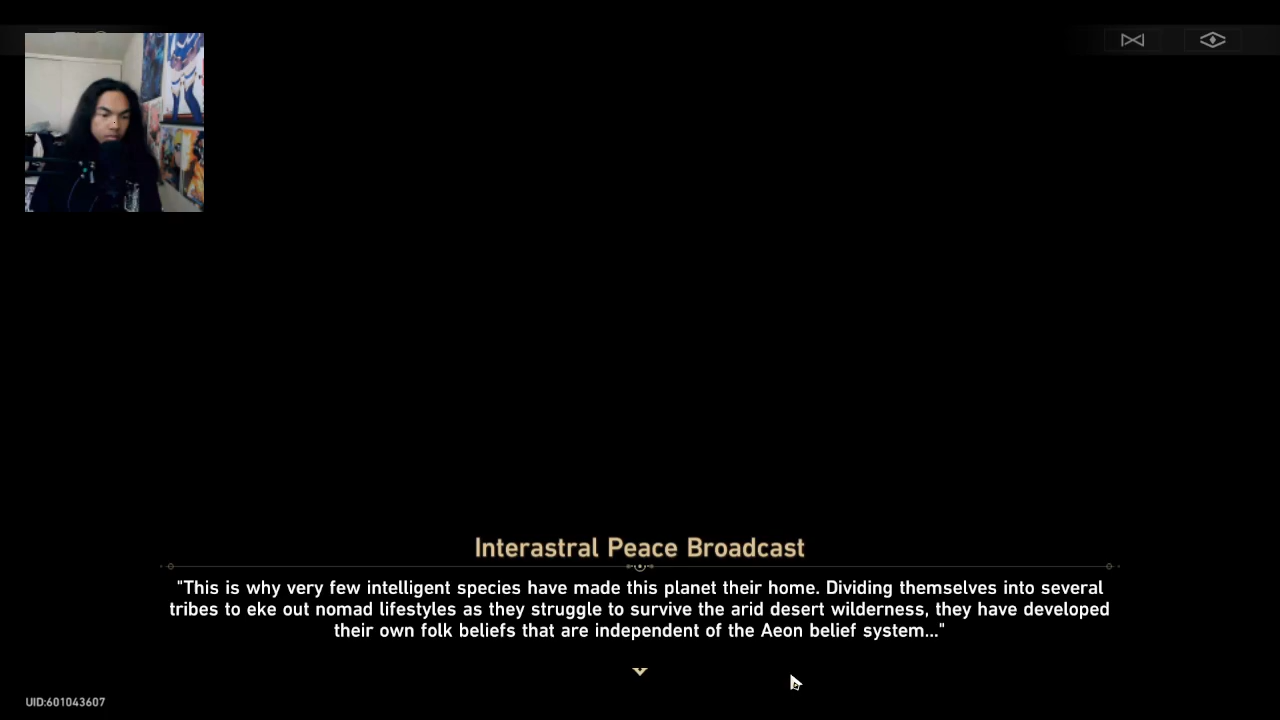 Interastral Peace Broadcast
"This is why very few intelligent species have made this planet their home. Dividing themselves into several
tribes to eke out nomad lifestyles as they struggle to survive the arid desert wilderness, they have developed
their own folk beliefs that are independent of the Aeon belief system..."
UID:601043607